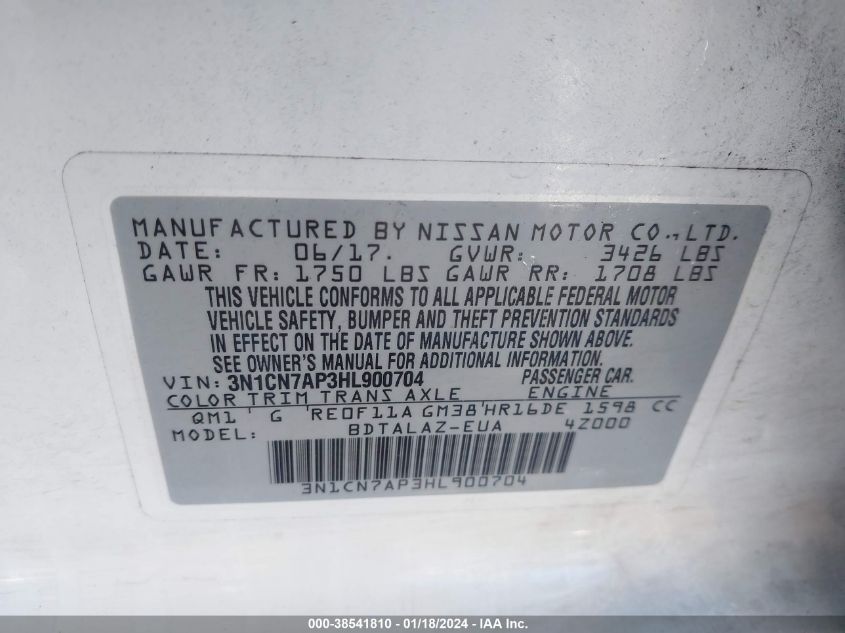 MANUFACTURED BY NISSAN MOTOR CO.,LTD.
DATE: 06/17. GVWR: 3426 LBS
GAWR FR: 1750 LBS GAWR RR: 1708 LBS
THIS VEHICLE CONFORMS TO ALL APPLICABLE FEDERAL MOTOR
VEHICLE SAFETY, BUMPER AND THEFT PREVENTION STANDARDS
IN EFFECT ON THE DATE OF MANUFACTURE SHOWN ABOVE.
SEE OWNER'S MANUAL FOR ADDITIONAL INFORMATION.
VIN: 3N1CN7AP3HL900704 PASSENGER CAR.
COLOR TRIM TRANS AXLE ENGINE
QM1 G RE0F11A GM38 HR16DE 1598 CC
MODEL: BDTALAZ-EUA 4Z000
3N1CN7AP3HL900704
000-38541810 - 01/18/2024 - IAA Inc.